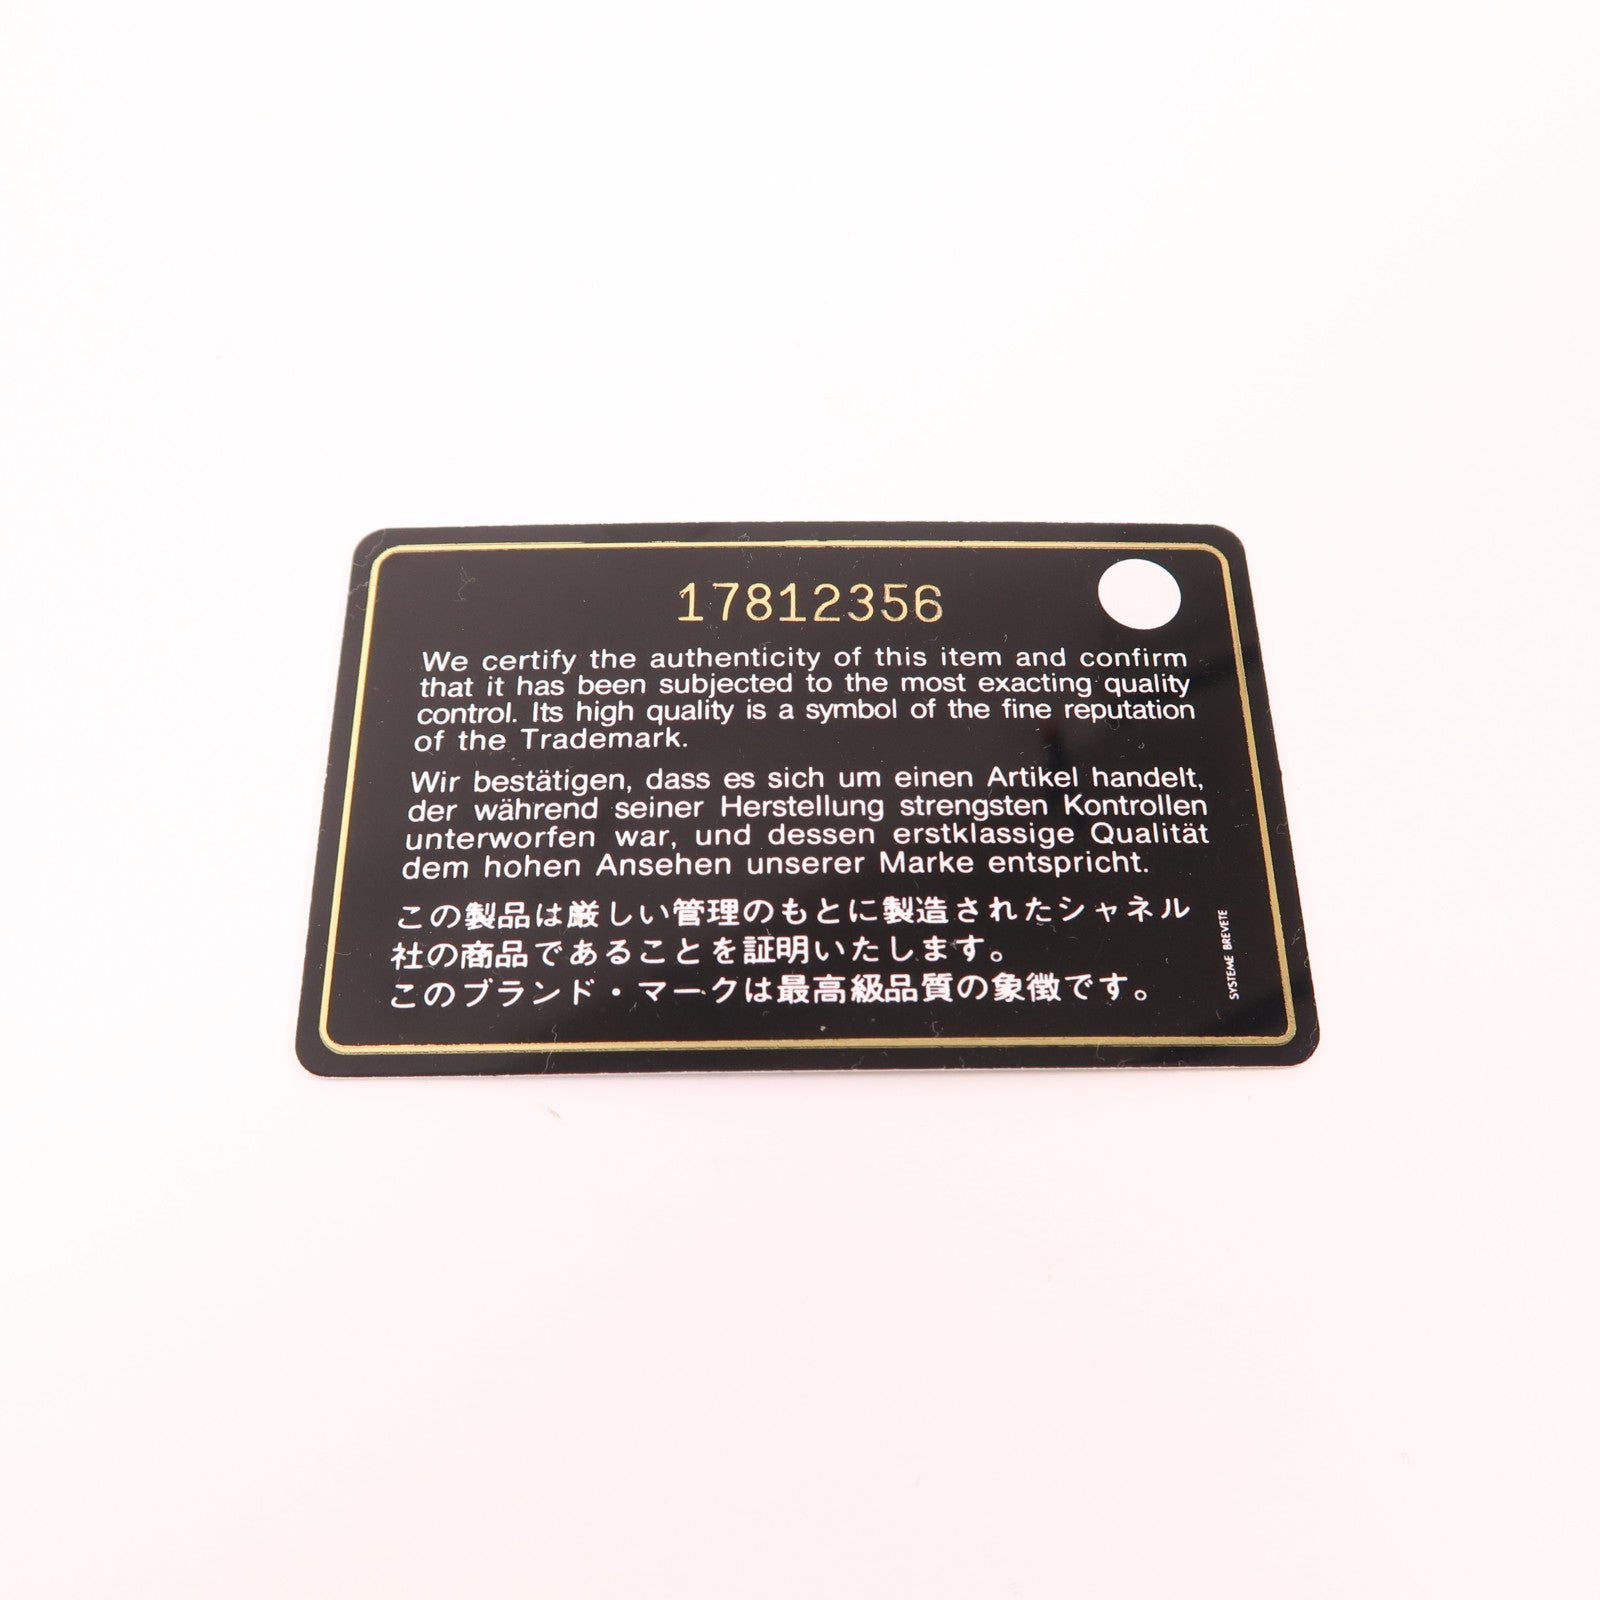 17812356
We certify the authenticity of this item and confirm
that it has been subjected to the most exacting quality
control. Its high quality is a symbol of the fine reputation
of the Trademark.
Wir bestätigen, dass es sich um einen Artikel handelt,
der während seiner Herstellung strengsten Kontrollen
unterworfen war, und dessen erstklassige Qualität
dem hohen Ansehen unserer Marke entspricht.
この製品は厳しい管理のもとに製造されたシャネル
社の商品であることを証明いたします。
このブランド・マークは最高級品質の象徴です。
SYSTEME BREVETE